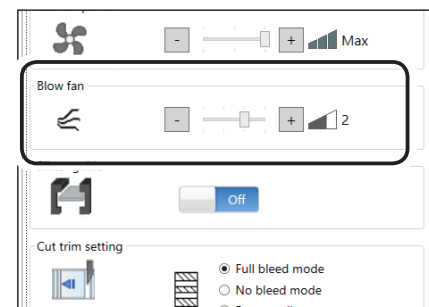 - + Max
Blow fan
- + 2
Off
Cut trim setting
Full bleed mode
No bleed mode